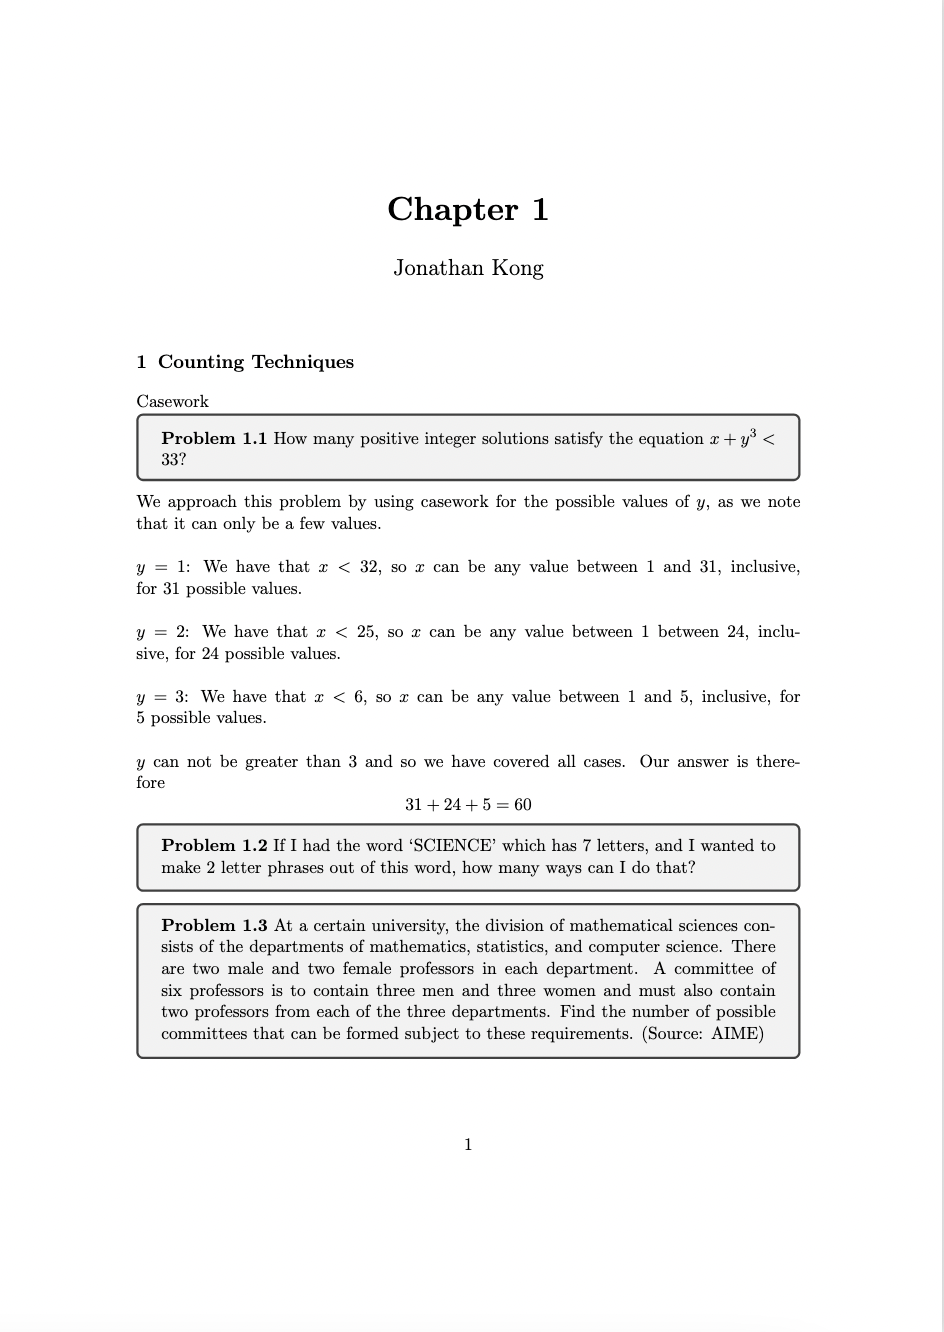 Chapter 1
Jonathan Kong
1 Counting Techniques
Casework
Problem 1.1 How many positive integer solutions satisfy the equation x + y³ <
33?
We approach this problem by using casework for the possible values of y, as we note
that it can only be a few values.
y = 1: We have that x < 32, so x can be any value between 1 and 31, inclusive,
for 31 possible values.
y = 2: We have that x < 25, so x can be any value between 1 between 24, inclu-
sive, for 24 possible values.
y = 3: We have that x < 6, so x can be any value between 1 and 5, inclusive, for
5 possible values.
y can not be greater than 3 and so we have covered all cases. Our answer is there-
fore
31 + 24 + 5 = 60
Problem 1.2 If I had the word ‘SCIENCE’ which has 7 letters, and I wanted to
make 2 letter phrases out of this word, how many ways can I do that?
Problem 1.3 At a certain university, the division of mathematical sciences con-
sists of the departments of mathematics, statistics, and computer science. There
are two male and two female professors in each department. A committee of
six professors is to contain three men and three women and must also contain
two professors from each of the three departments. Find the number of possible
committees that can be formed subject to these requirements. (Source: AIME)
1